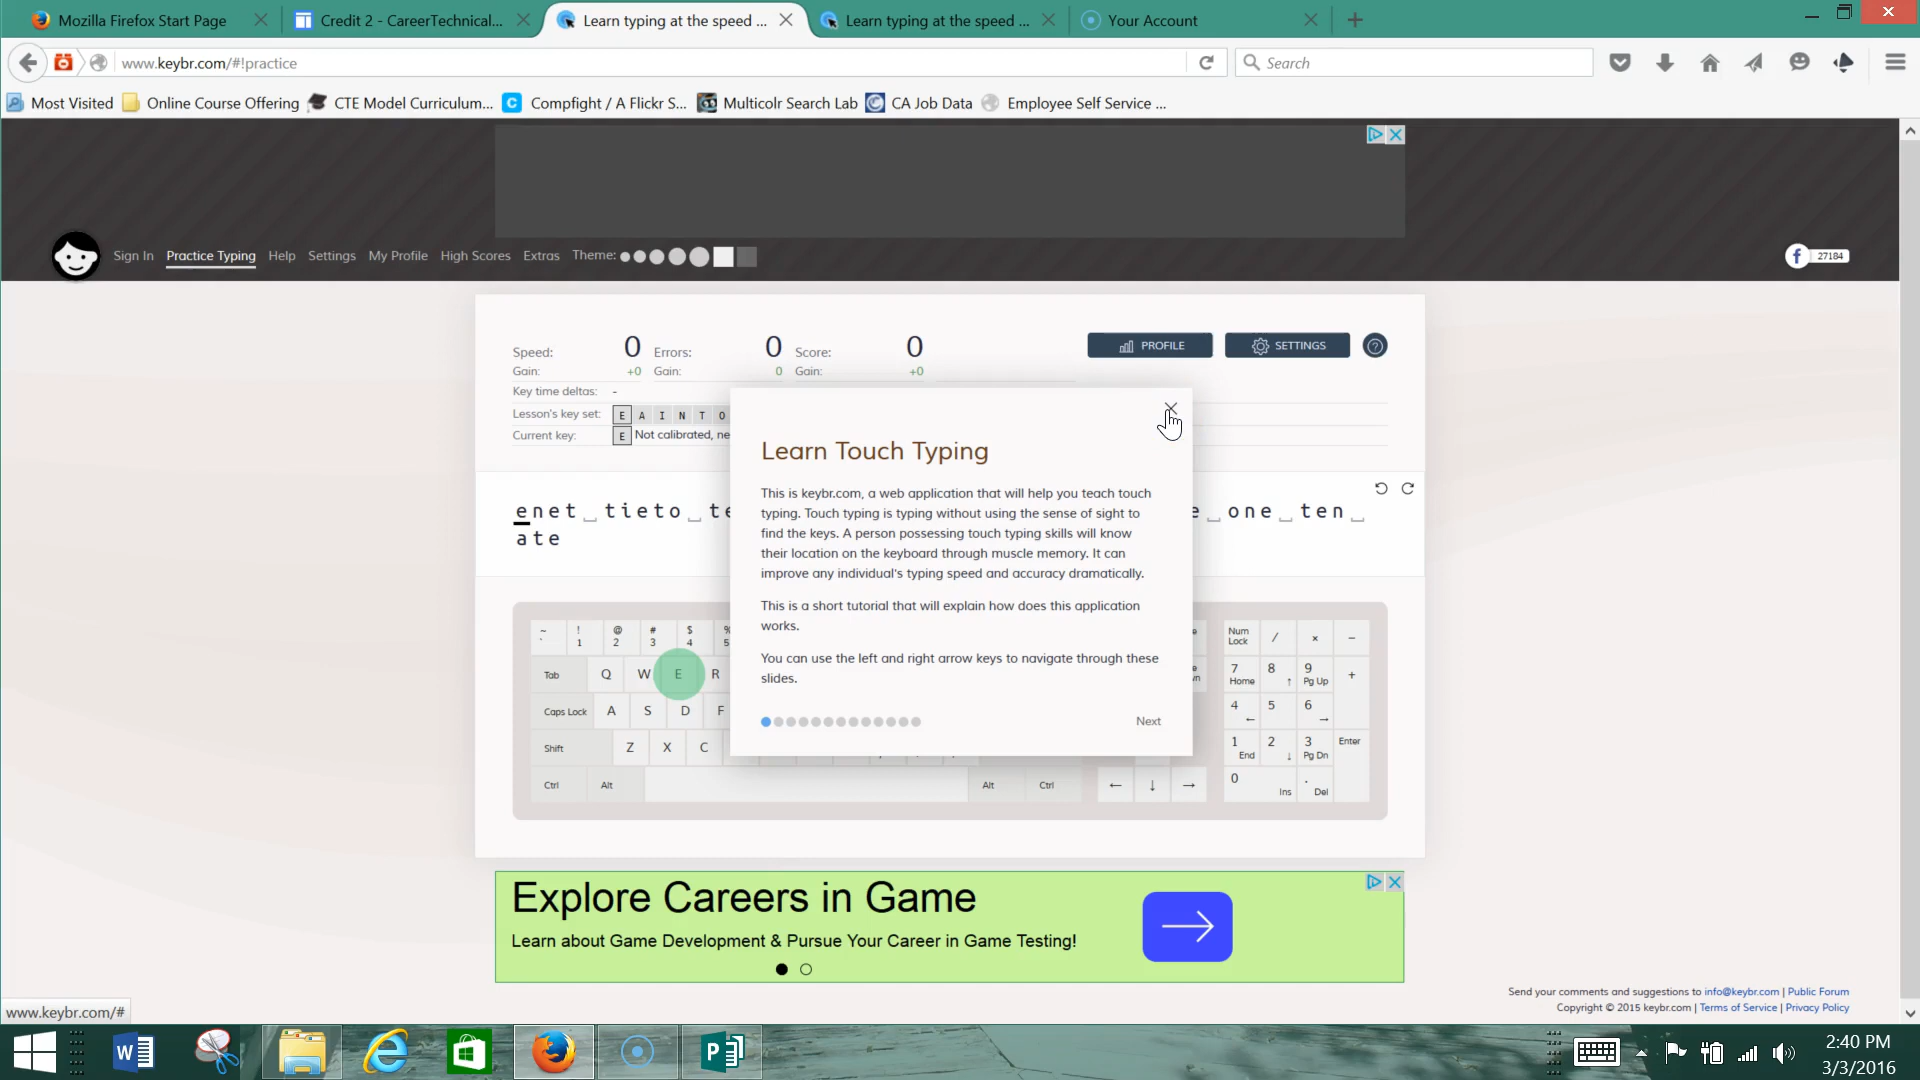 Mozilla Firefox Start Page
Credit 2 - CareerTechnical...
Learn typing at the speed ...
Learn typing at the speed ...
Your Account
www.keybr.com/#!practice
Search
Most Visited
Online Course Offering
CTE Model Curriculum...
Compfight / A Flickr S...
Multicolr Search Lab
CA Job Data
Employee Self Service ...
Sign In
Practice Typing
Help
Settings
My Profile
High Scores
Extras
Theme:
27184
Speed: 0
Errors: 0
Score: 0
PROFILE
SETTINGS
Gain: +0
Gain: 0
Gain: +0
Key time deltas: -
Lesson's key set: E A I N T O
Current key: E Not calibrated, ne
Learn Touch Typing
This is keybr.com, a web application that will help you teach touch
typing. Touch typing is typing without using the sense of sight to
find the keys. A person possessing touch typing skills will know
their location on the keyboard through muscle memory. It can
improve any individual's typing speed and accuracy dramatically.
This is a short tutorial that will explain how does this application
works.
You can use the left and right arrow keys to navigate through these
slides.
Next
enet␣tieto␣te
e␣one␣ten␣
ate
~ ` ! 1 @ 2 # 3 $ 4 % 5
Num Lock / × −
Tab Q W E R
7 Home 8 ↑ 9 Pg Up +
Caps Lock A S D F
4 ← 5 6 →
Shift Z X C
1 End 2 ↓ 3 Pg Dn Enter
Ctrl Alt Alt Ctrl ← ↓ →
0 Ins . Del
Explore Careers in Game
Learn about Game Development & Pursue Your Career in Game Testing!
Send your comments and suggestions to info@keybr.com | Public Forum
Copyright © 2015 keybr.com | Terms of Service | Privacy Policy
www.keybr.com/#
2:40 PM
3/3/2016